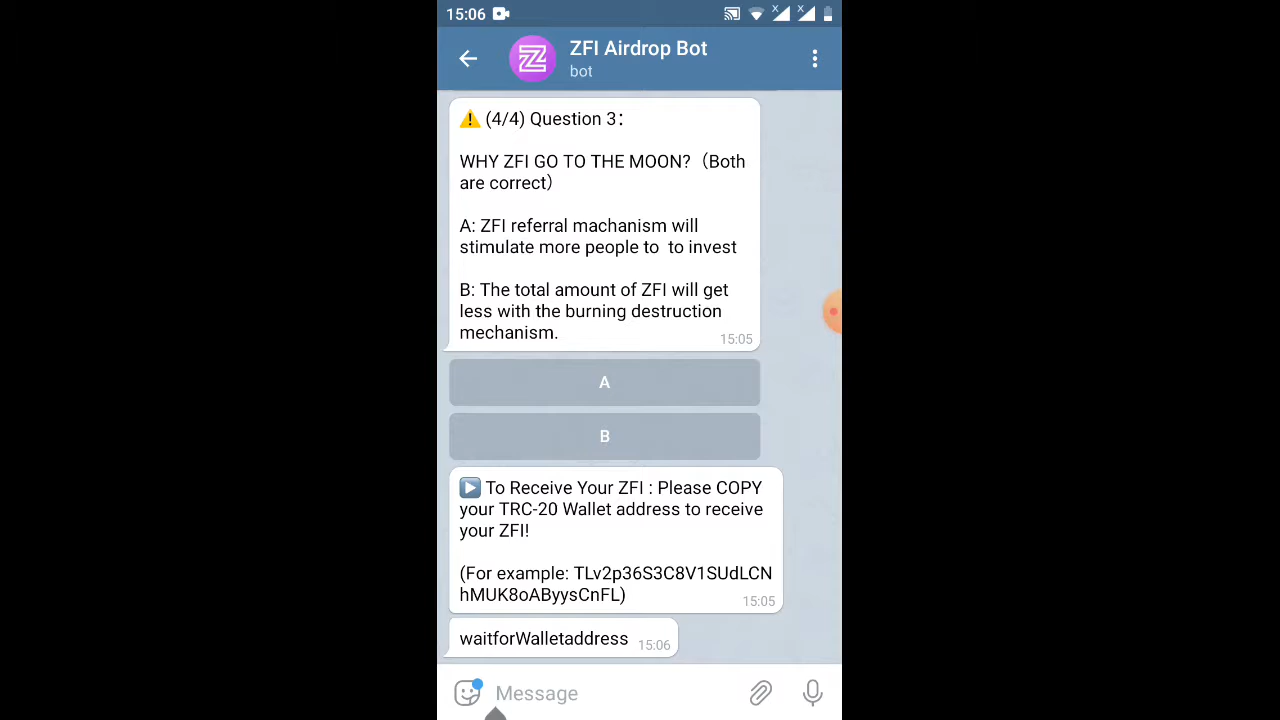 15:06
ZFI Airdrop Bot
bot
⚠️ (4/4) Question 3：
WHY ZFI GO TO THE MOON?（Both
are correct）
A: ZFI referral machanism will
stimulate more people to  to invest
B: The total amount of ZFI will get
less with the burning destruction
mechanism.
15:05
A
B
▶️ To Receive Your ZFI : Please COPY
your TRC-20 Wallet address to receive
your ZFI!
(For example: TLv2p36S3C8V1SUdLCN
hMUK8oAByysCnFL)
15:05
waitforWalletaddress
15:06
Message